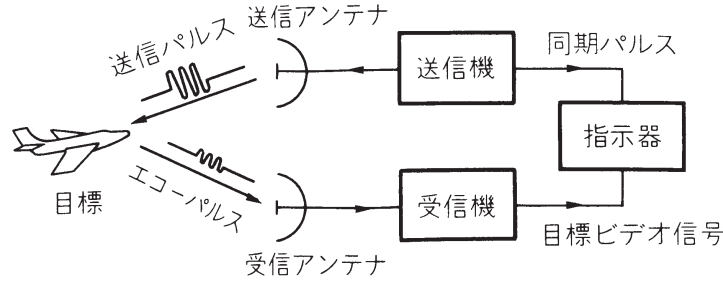 送信アンテナ
送信パルス
送信機
同期パルス
指示器
目標
エコーパルス
受信機
目標ビデオ信号
受信アンテナ